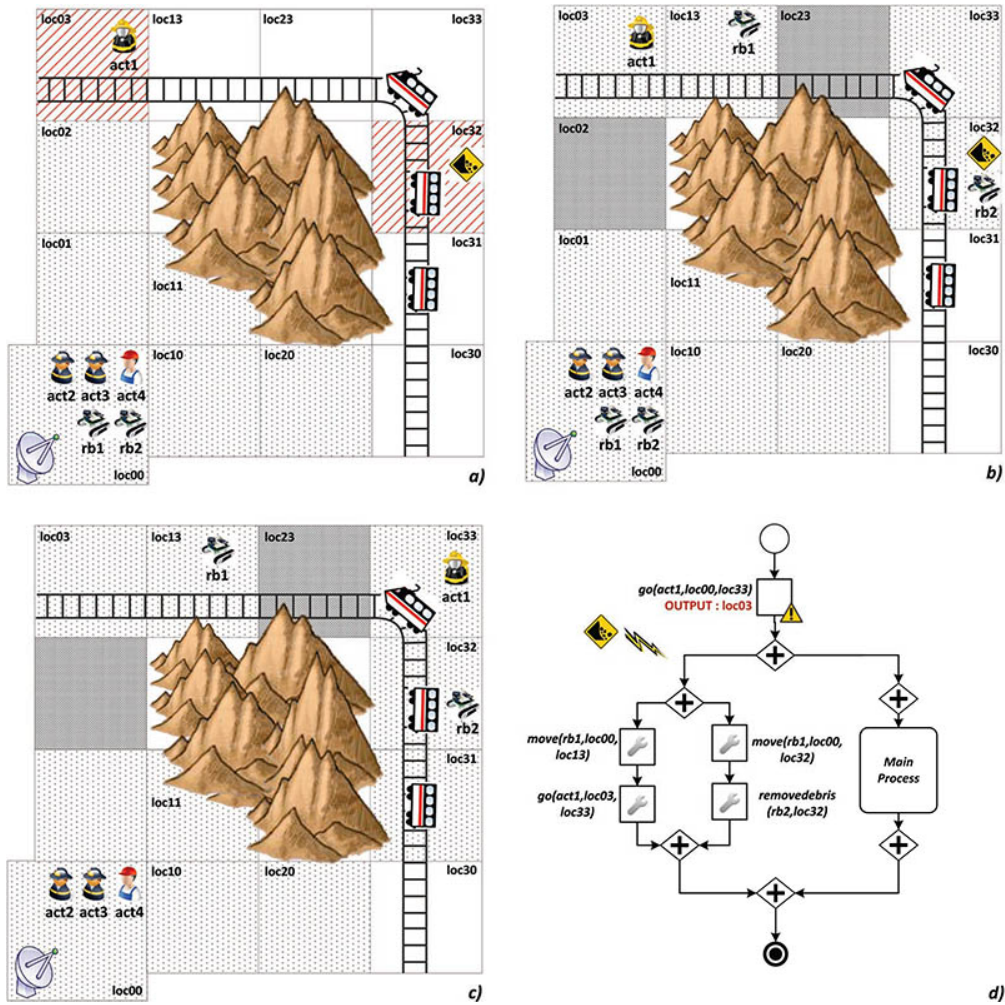 loc03
loc13
loc23
loc33
act1
loc02
loc32
loc01
loc31
loc11
loc10
loc20
loc30
act2 act3 act4
rb1 rb2
loc00
a)
loc03
loc13
loc23
loc33
act1
rb1
loc02
loc32
rb2
loc01
loc31
loc11
loc10
loc20
loc30
act2 act3 act4
rb1 rb2
loc00
b)
loc03
loc13
loc23
loc33
rb1
act1
loc32
rb2
loc31
loc11
loc10
loc20
loc30
act2 act3 act4
loc00
c)
go(act1,loc00,loc33)
OUTPUT : loc03
move(rb1,loc00,
loc13)
move(rb1,loc00,
loc32)
go(act1,loc03,
loc33)
removedebris
(rb2,loc32)
Main
Process
d)